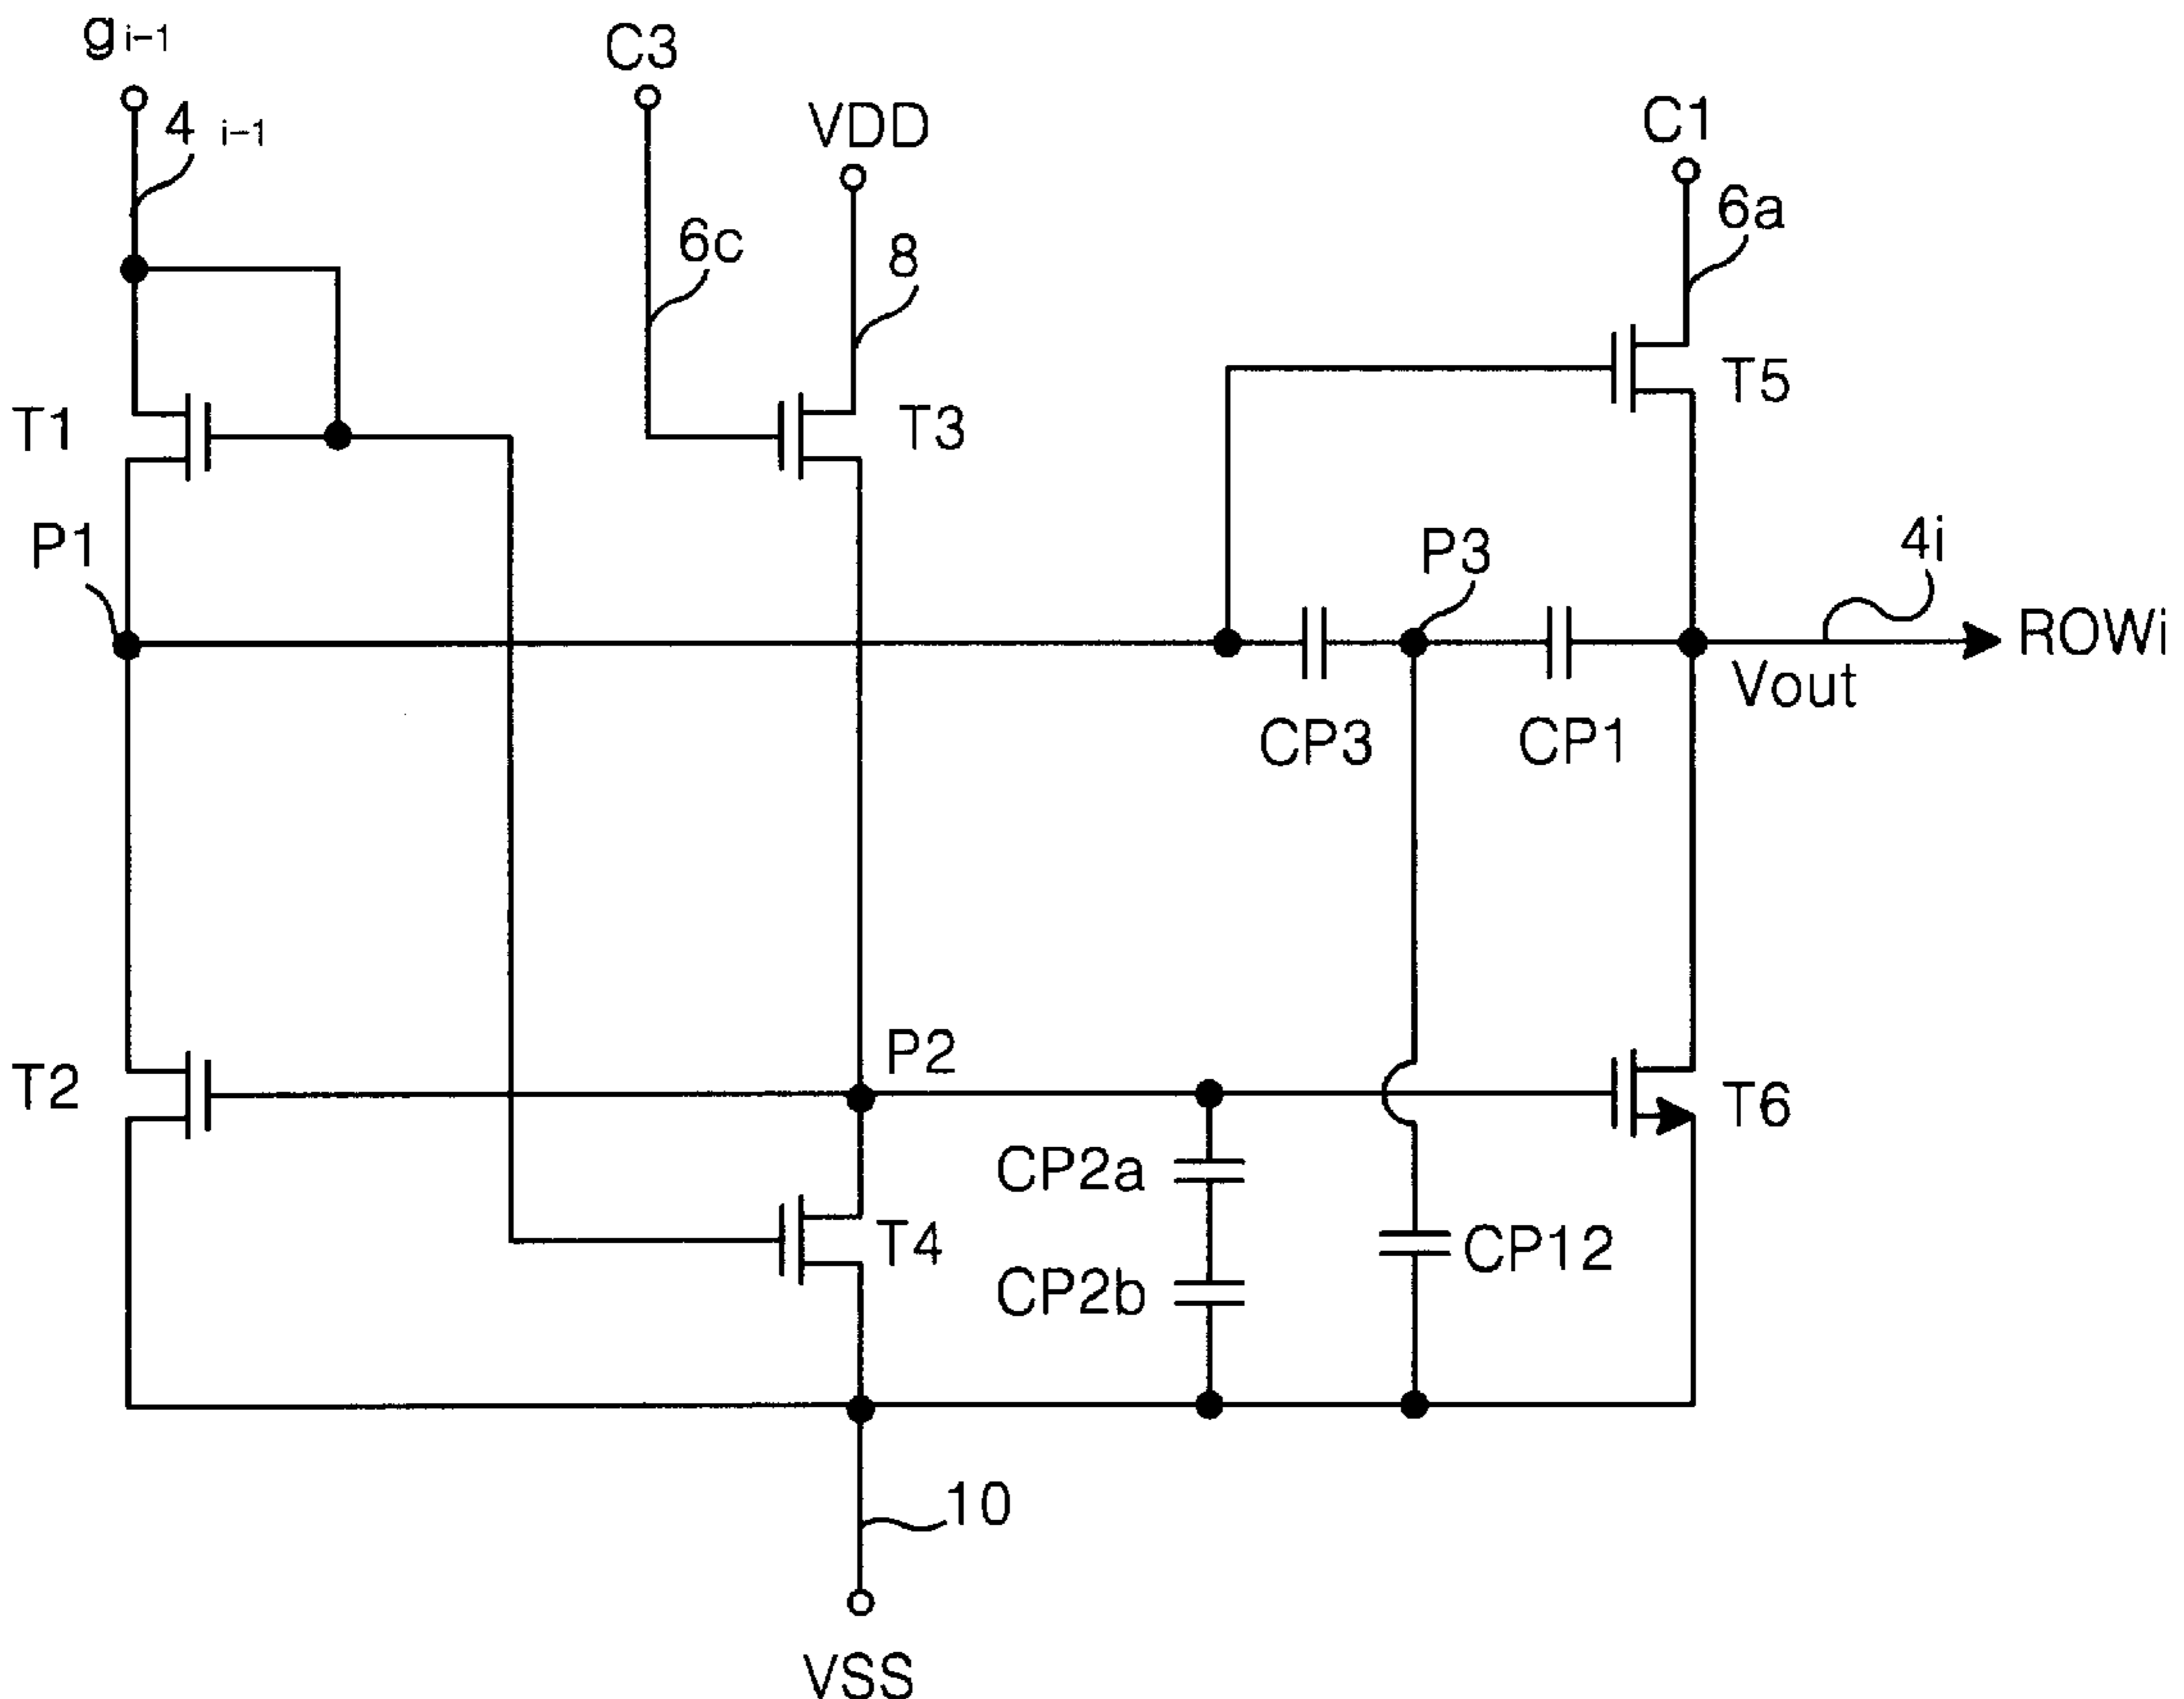 g i-1
C3
4 i-1
VDD
C1
6a
6c
8
T5
T1
T3
P1
P3
4i
ROWi
Vout
CP3
CP1
P2
T2
T6
CP2a
T4
CP12
CP2b
10
VSS